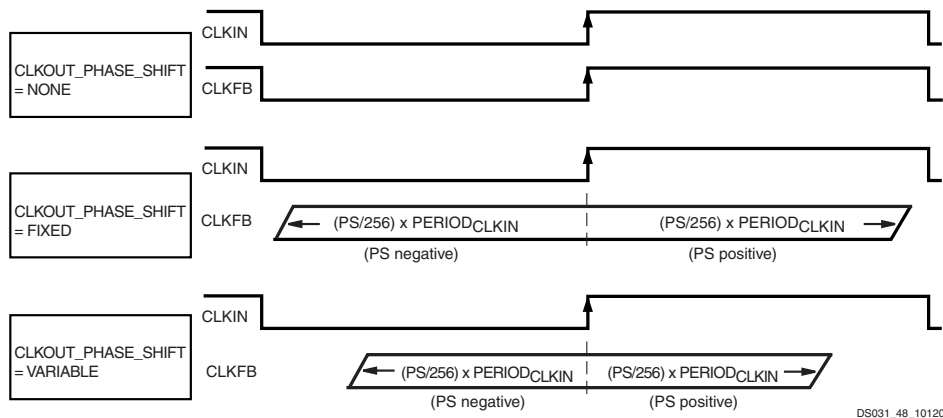 CLKIN
CLKOUT_PHASE_SHIFT
= NONE
CLKFB
CLKIN
CLKOUT_PHASE_SHIFT
= FIXED
CLKFB
(PS/256) x PERIODCLKIN
(PS/256) x PERIODCLKIN
(PS negative)
(PS positive)
CLKIN
CLKOUT_PHASE_SHIFT
= VARIABLE
CLKFB
(PS/256) x PERIODCLKIN
(PS/256) x PERIODCLKIN
(PS negative)
(PS positive)